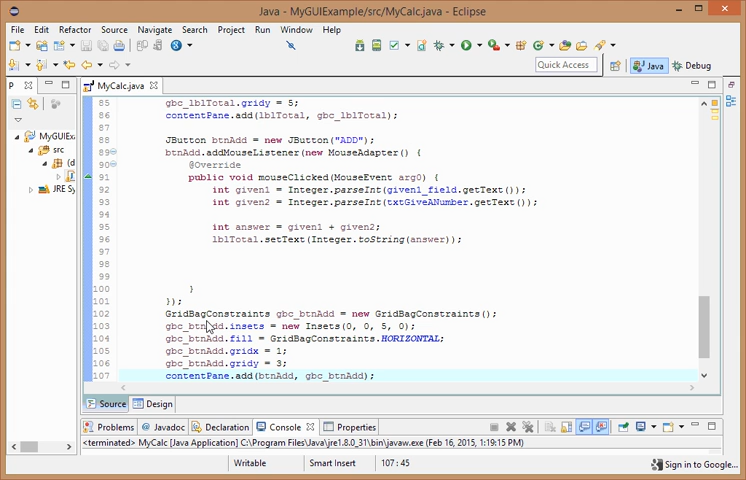 Java - MyGUIExample/src/MyCalc.java - Eclipse
File Edit Refactor Source Navigate Search Project Run Window Help
Quick Access Java Debug
P MyCalc.java
85 gbc_lblTotal.gridy = 5;
86 contentPane.add(lblTotal, gbc_lblTotal);
87
88 JButton btnAdd = new JButton("ADD");
89 btnAdd.addMouseListener(new MouseAdapter() {
90 @Override
91 public void mouseClicked(MouseEvent arg0) {
92 int given1 = Integer.parseInt(given1_field.getText());
93 int given2 = Integer.parseInt(txtGiveANumber.getText());
94
95 int answer = given1 + given2;
96 lblTotal.setText(Integer.toString(answer));
97
98
99
100 }
101 });
102 GridBagConstraints gbc_btnAdd = new GridBagConstraints();
103 gbc_btnAdd.insets = new Insets(0, 0, 5, 0);
104 gbc_btnAdd.fill = GridBagConstraints.HORIZONTAL;
105 gbc_btnAdd.gridx = 1;
106 gbc_btnAdd.gridy = 3;
107 contentPane.add(btnAdd, gbc_btnAdd);
MyGUIExa
src
(d
JRE Sy
Source Design
Problems Javadoc Declaration Console Properties
<terminated> MyCalc [Java Application] C:\Program Files\Java\jre1.8.0_31\bin\javaw.exe (Feb 16, 2015, 1:19:15 PM)
Writable Smart Insert 107 : 45 Sign in to Google...